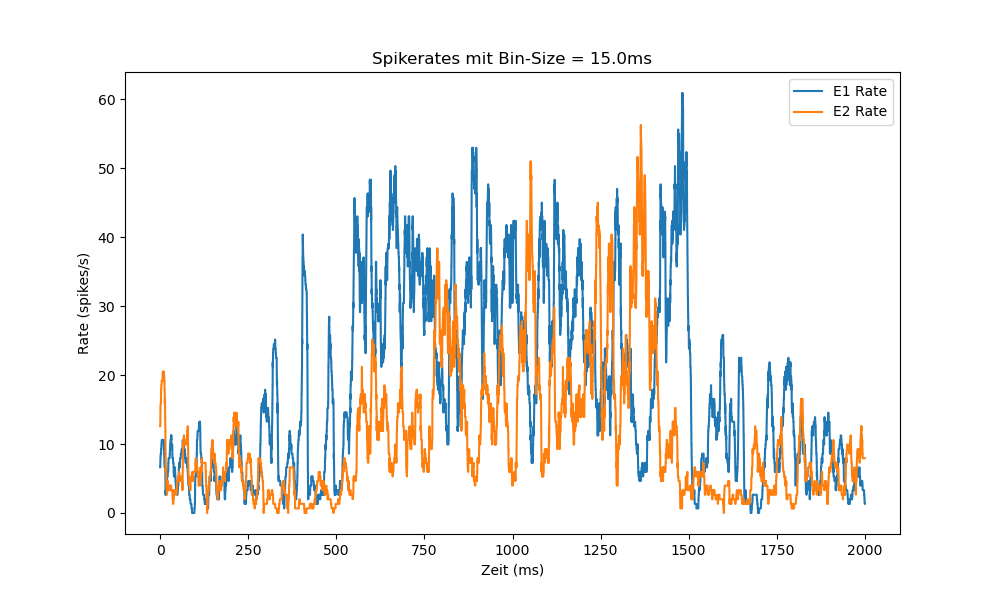 Spikerates mit Bin-Size = 15.0ms
E1 Rate
E2 Rate
Rate (spikes/s)
60
50
40
30
20
10
0
0 250 500 750 1000 1250 1500 1750 2000
Zeit (ms)